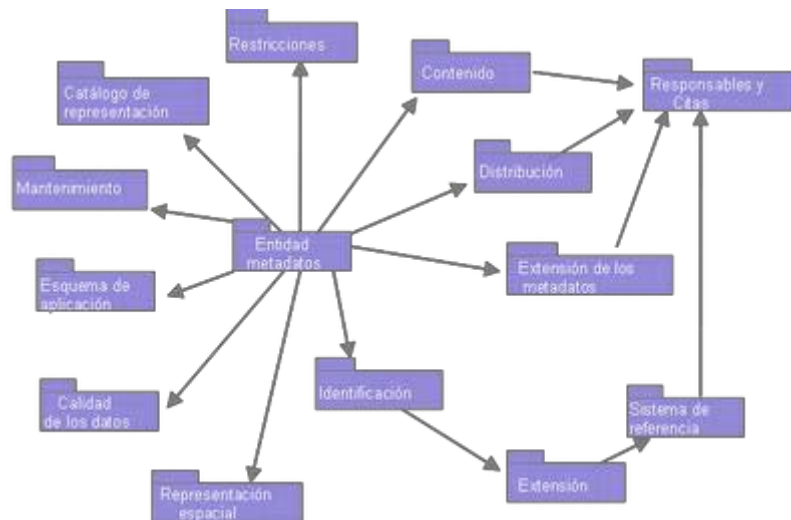 Restricciones
Contenido
Responsables y
Citas
Catálogo de
representación
Mantenimiento
Distribución
Entidad
metadatos
Esquema de
aplicación
Extensión de los
metadatos
Calidad
de los datos
Identificación
Sistema de
referencia
Representación
espacial
Extensión